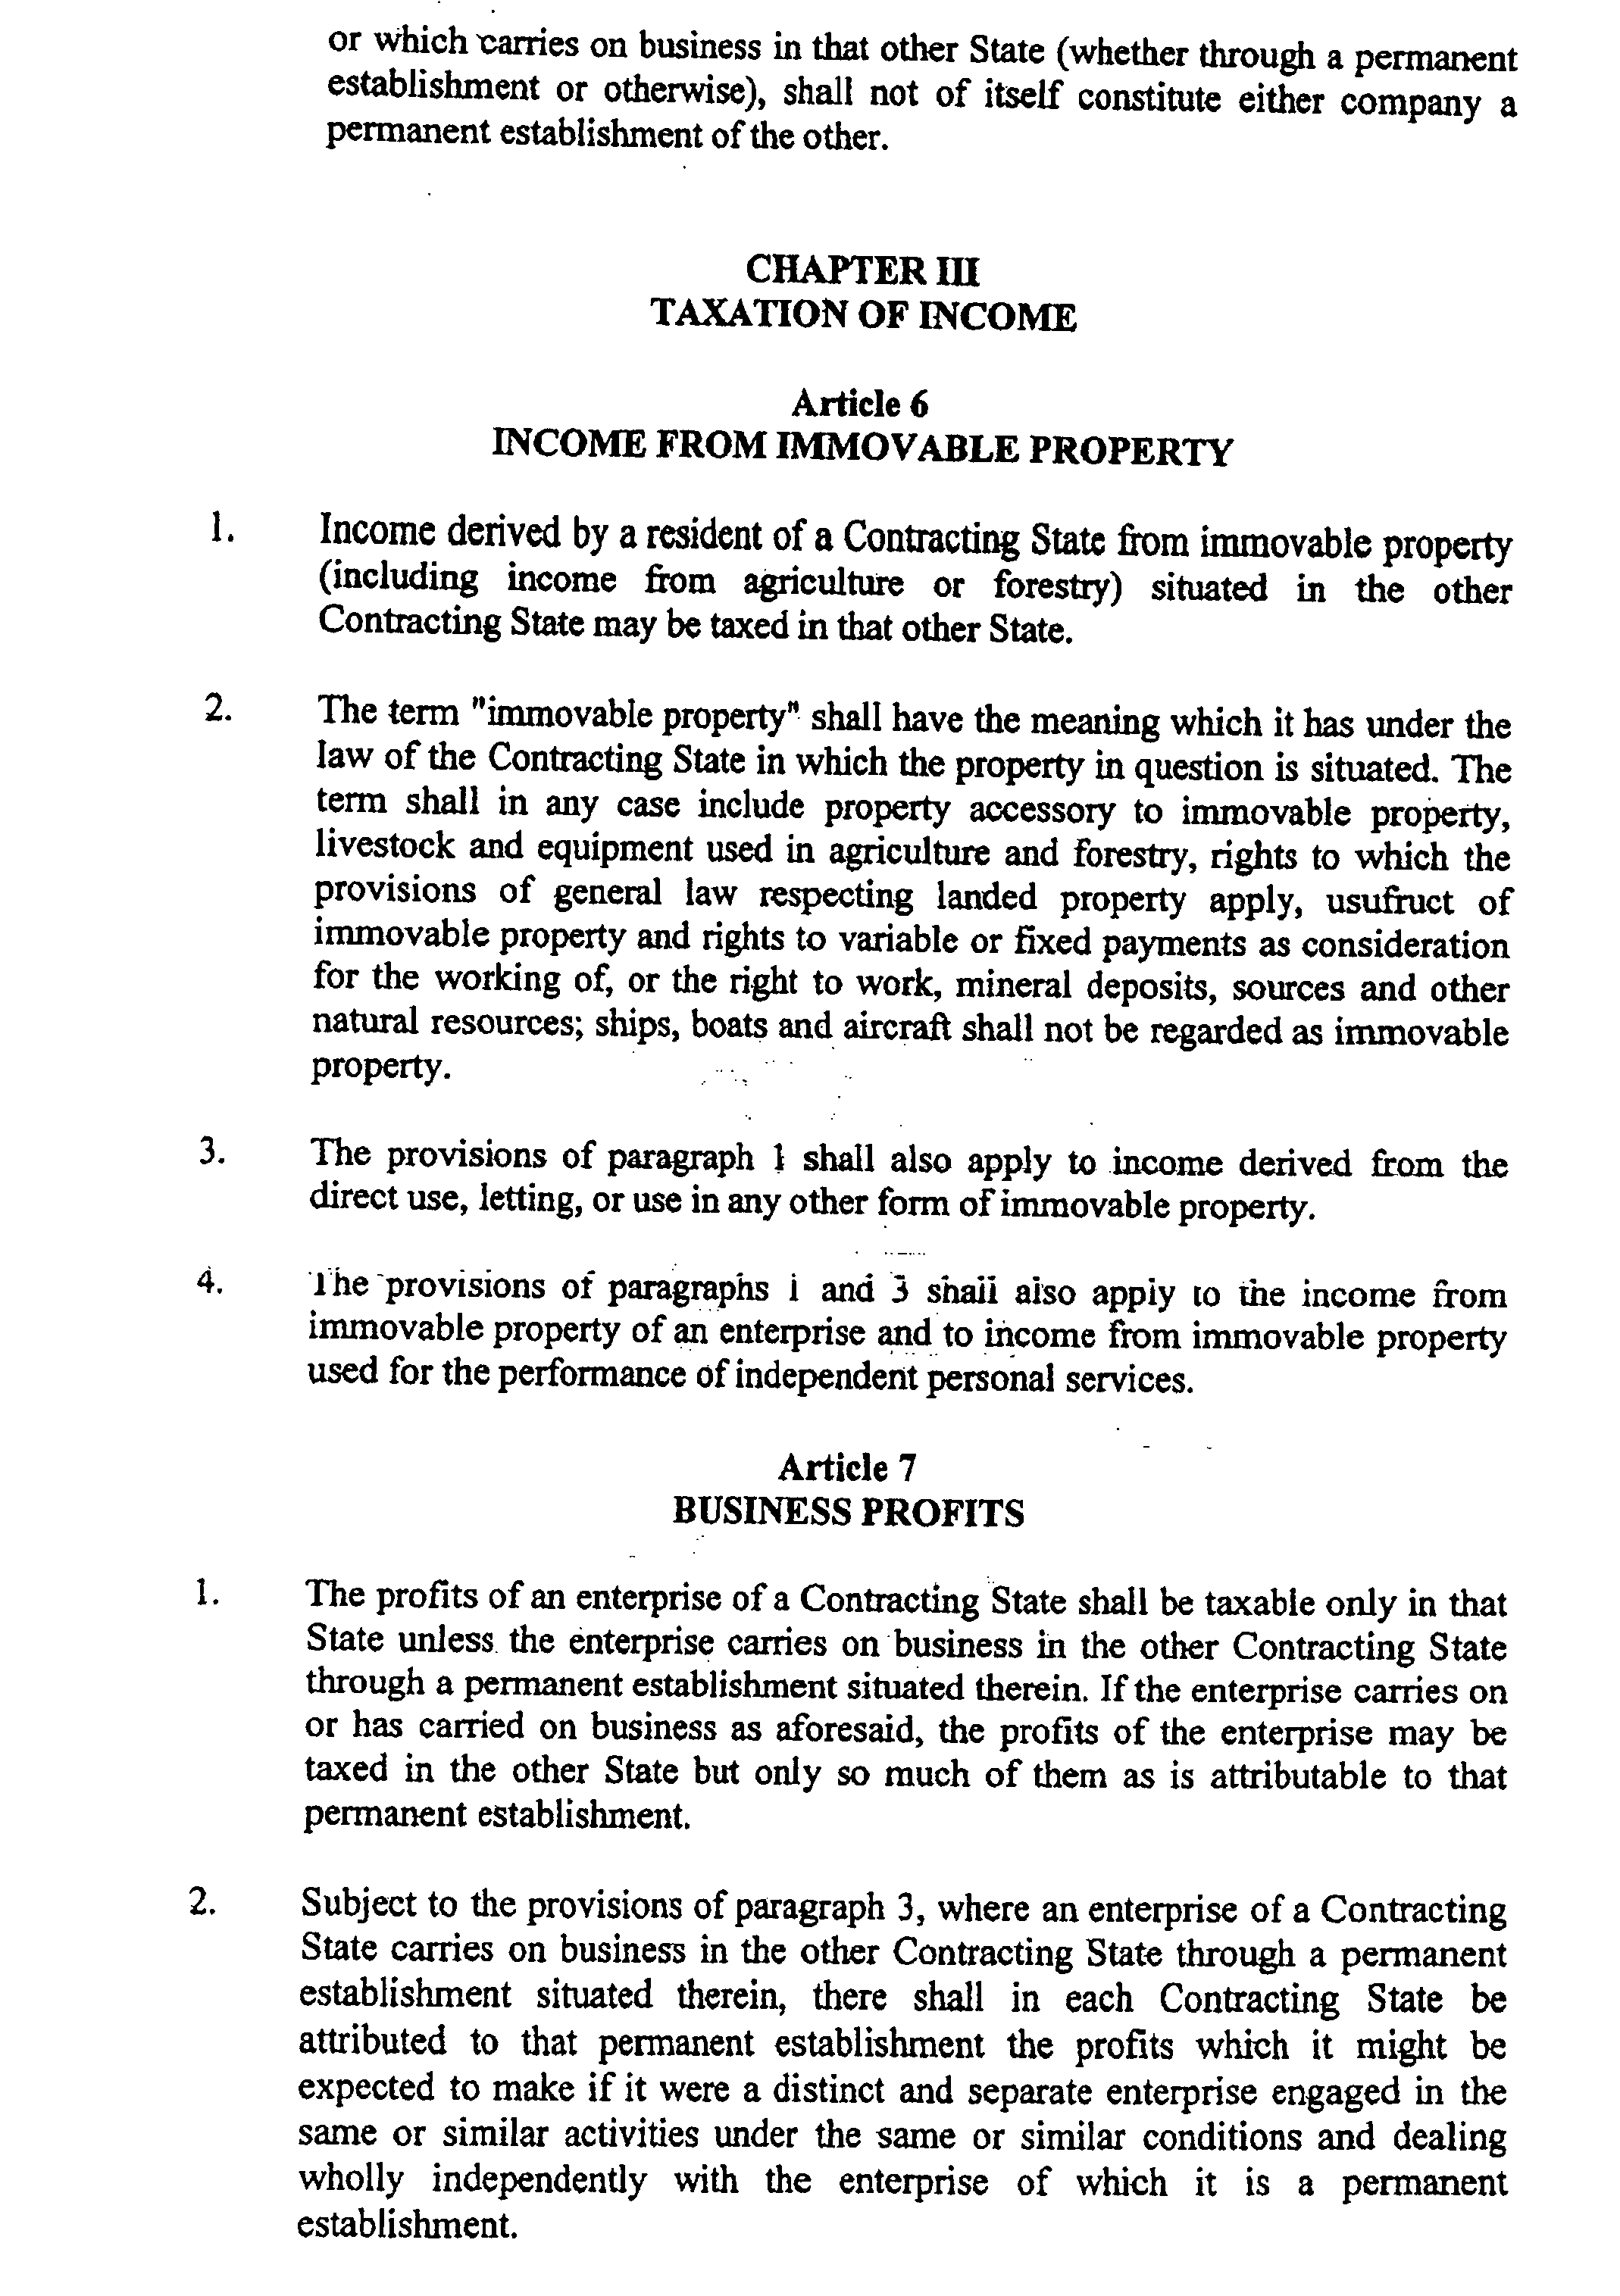 or which carries on business in that other State (whether through a permanent
establishment or otherwise), shall not of itself constitute either company a
permanent establishment of the other.
CHAPTER III
TAXATION OF INCOME
Article 6
INCOME FROM IMMOVABLE PROPERTY
1. Income derived by a resident of a Contracting State from immovable property
(including income from agriculture or forestry) situated in the other
Contracting State may be taxed in that other State.
2. The term "immovable property" shall have the meaning which it has under the
law of the Contracting State in which the property in question is situated. The
term shall in any case include property accessory to immovable property,
livestock and equipment used in agriculture and forestry, rights to which the
provisions of general law respecting landed property apply, usufruct of
immovable property and rights to variable or fixed payments as consideration
for the working of, or the right to work, mineral deposits, sources and other
natural resources; ships, boats and aircraft shall not be regarded as immovable
property.
3. The provisions of paragraph 1 shall also apply to income derived from the
direct use, letting, or use in any other form of immovable property.
4. The provisions of paragraphs 1 and 3 shall also apply to the income from
immovable property of an enterprise and to income from immovable property
used for the performance of independent personal services.
Article 7
BUSINESS PROFITS
1. The profits of an enterprise of a Contracting State shall be taxable only in that
State unless the enterprise carries on business in the other Contracting State
through a permanent establishment situated therein. If the enterprise carries on
or has carried on business as aforesaid, the profits of the enterprise may be
taxed in the other State but only so much of them as is attributable to that
permanent establishment.
2. Subject to the provisions of paragraph 3, where an enterprise of a Contracting
State carries on business in the other Contracting State through a permanent
establishment situated therein, there shall in each Contracting State be
attributed to that permanent establishment the profits which it might be
expected to make if it were a distinct and separate enterprise engaged in the
same or similar activities under the same or similar conditions and dealing
wholly independently with the enterprise of which it is a permanent
establishment.